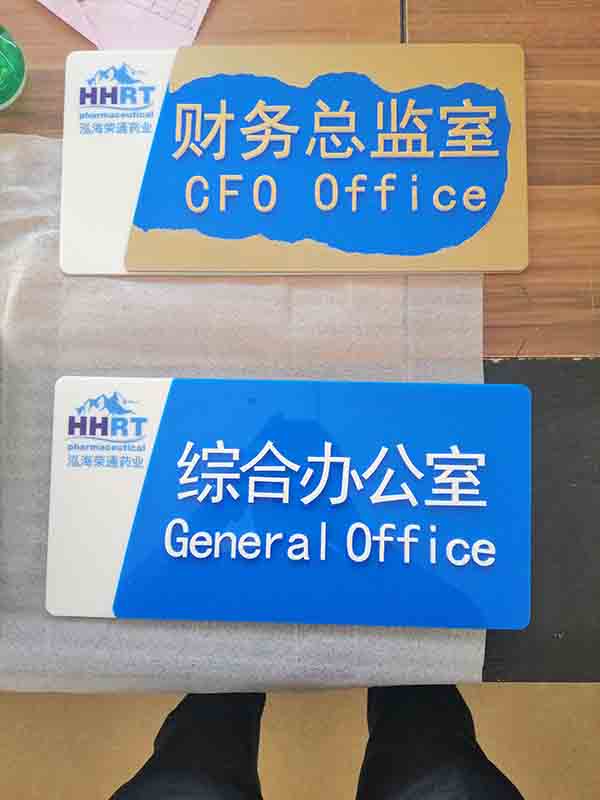 HHRT
pharmaceutical
泓海荣通药业
财务总监室
CFO Office
HHRT
pharmaceutical
泓海荣通药业
综合办公室
General Office